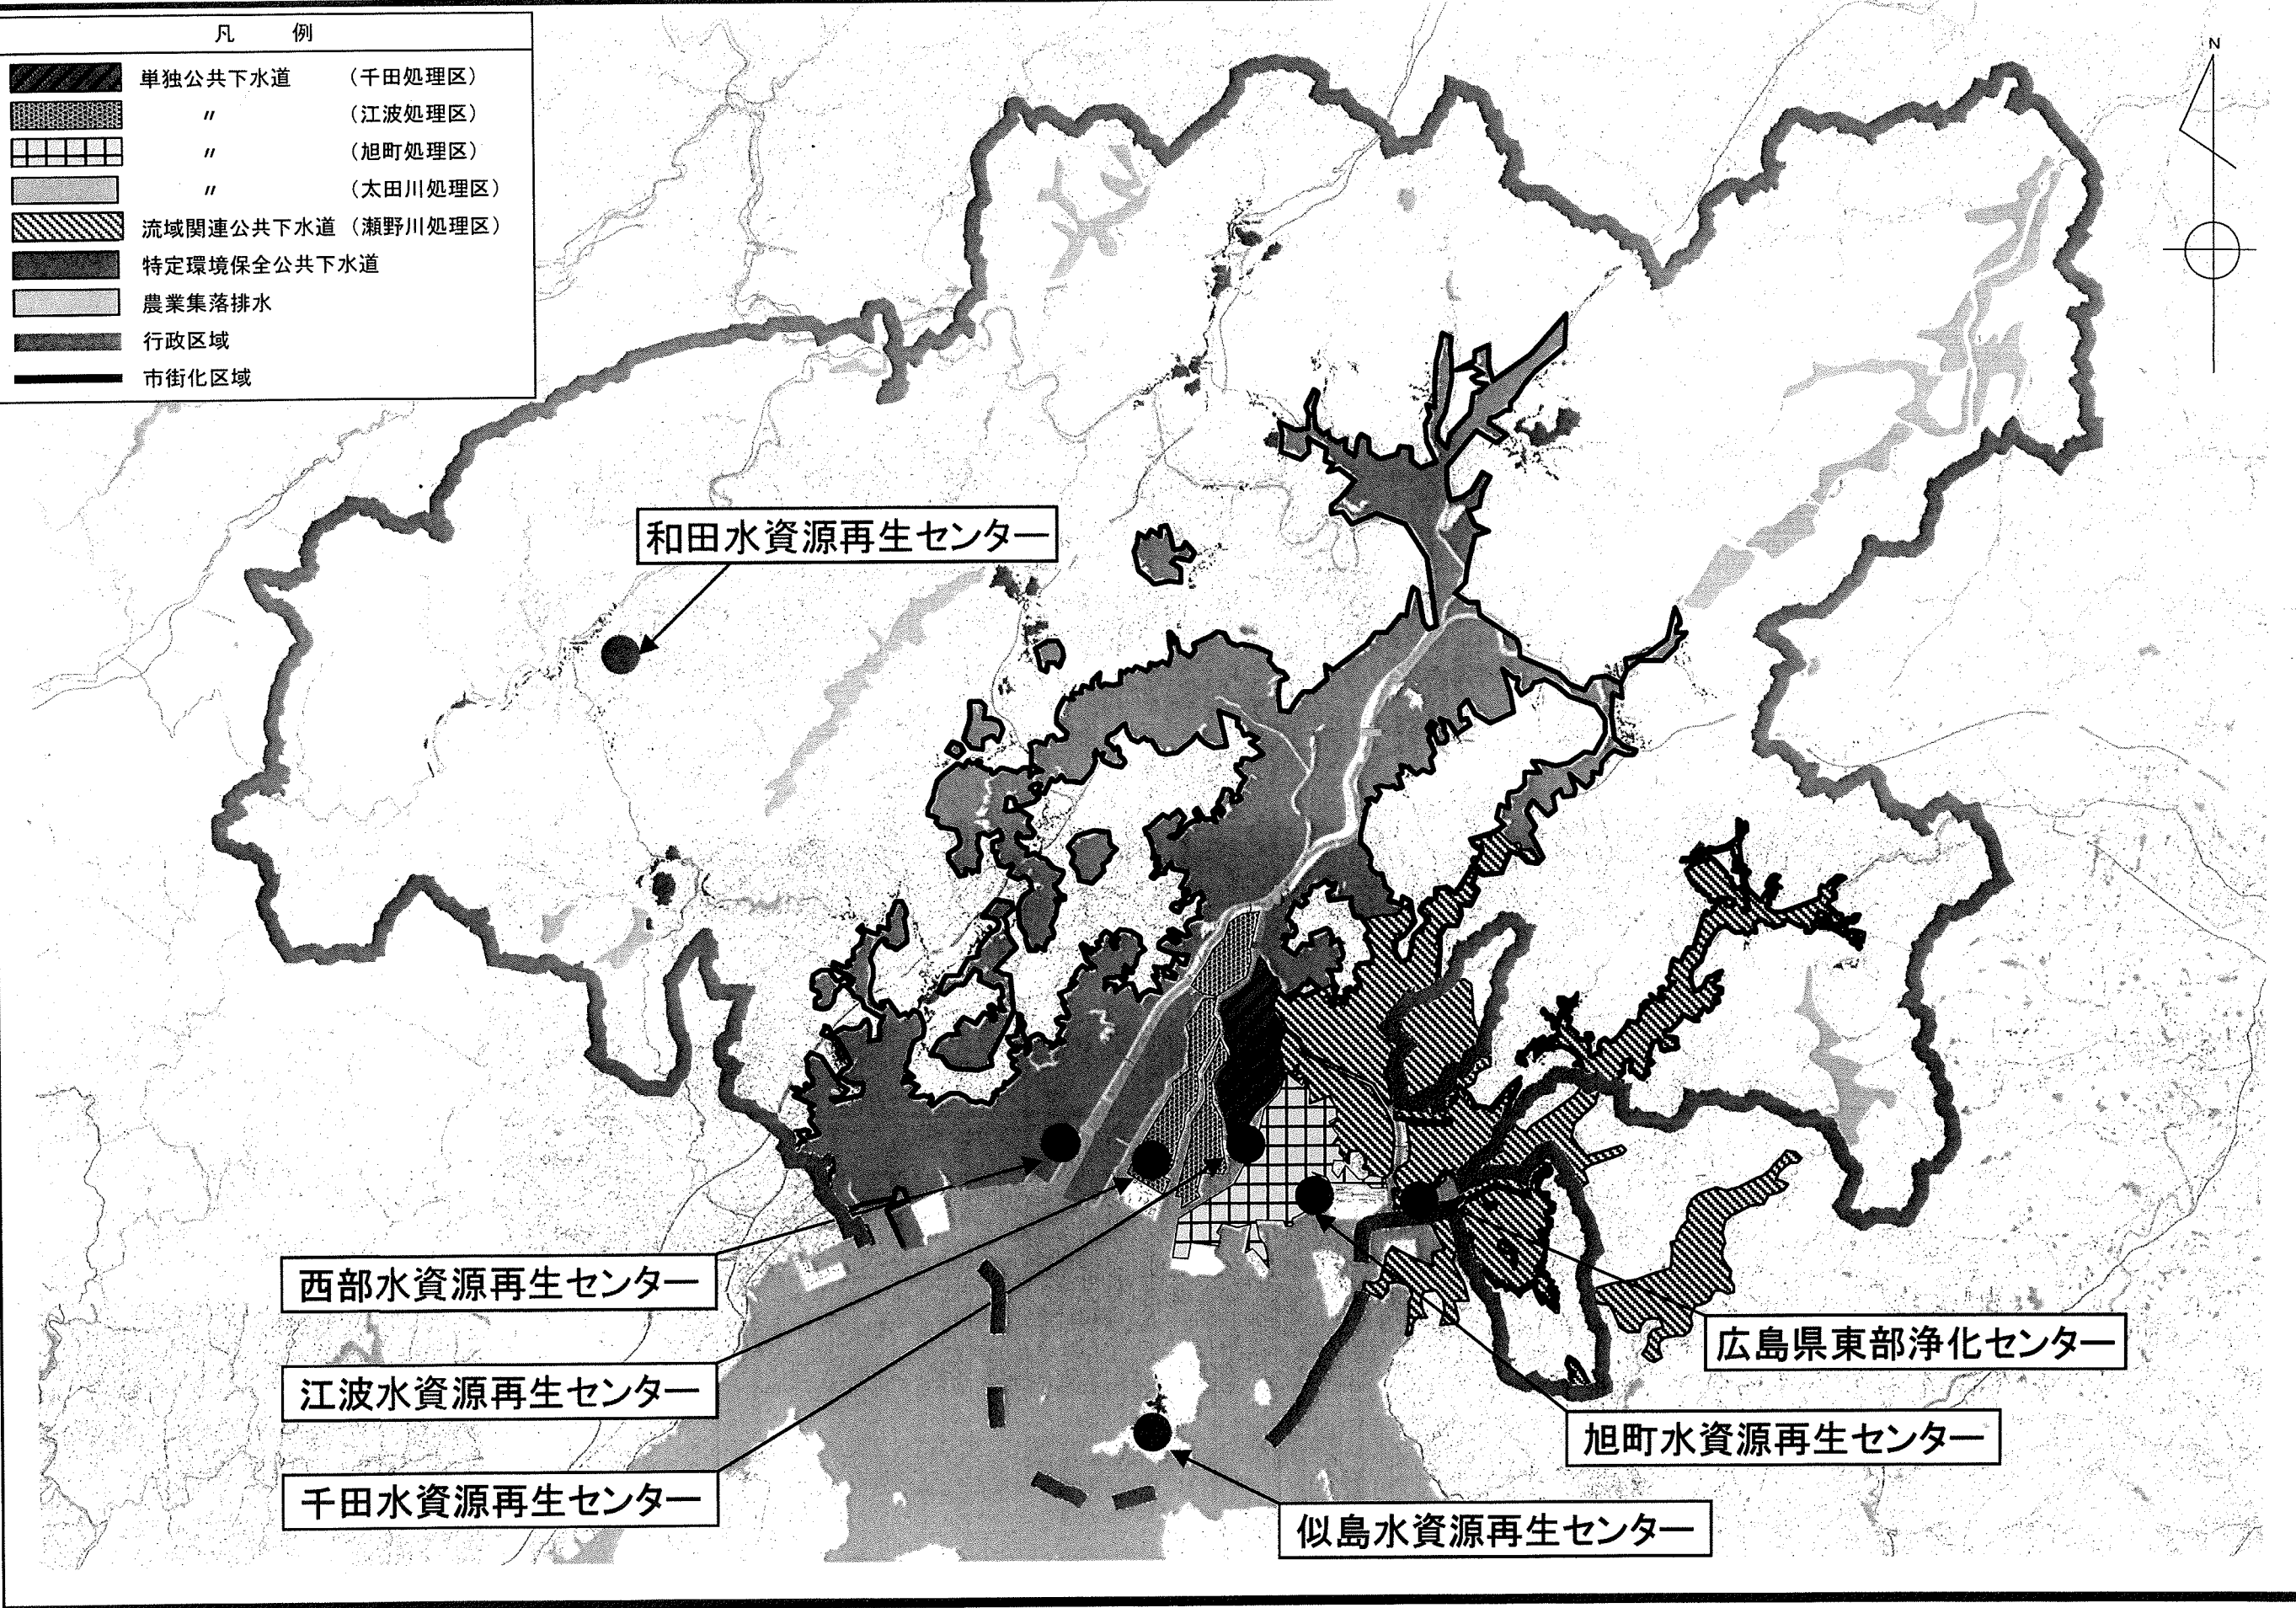 凡 例
単独公共下水道 (千田処理区)
〃 (江波処理区)
〃 (旭町処理区)
〃 (太田川処理区)
流域関連公共下水道 (瀬野川処理区)
特定環境保全公共下水道
農業集落排水
行政区域
市街化区域
N
和田水資源再生センター
西部水資源再生センター
江波水資源再生センター
千田水資源再生センター
広島県東部浄化センター
旭町水資源再生センター
似島水資源再生センター